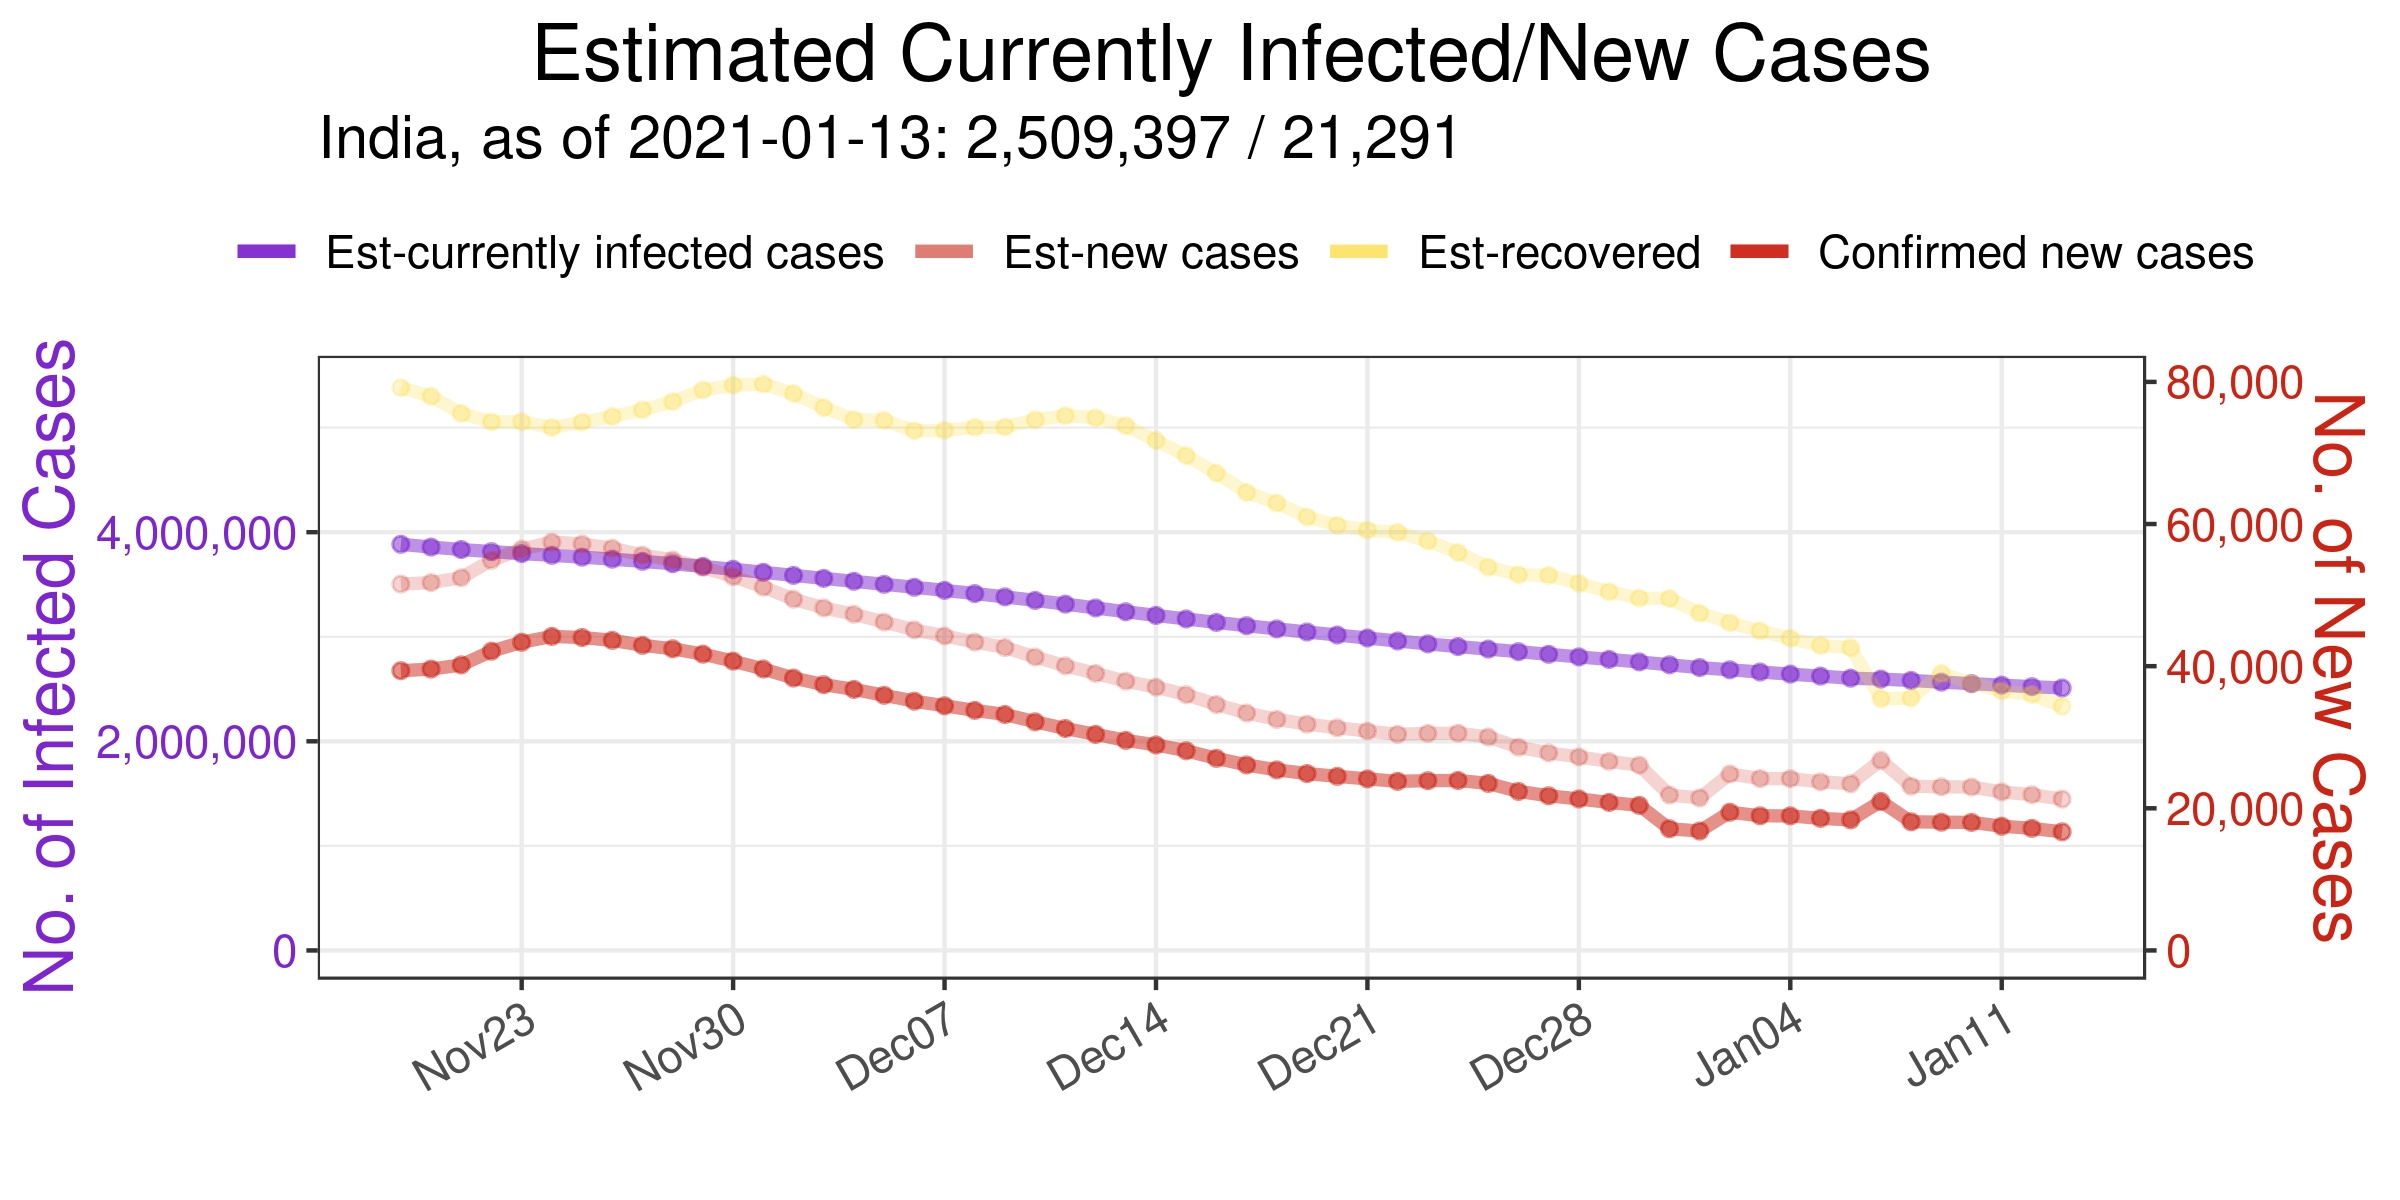 Estimated Currently Infected/New Cases
India, as of 2021-01-13: 2,509,397 / 21,291
Est-currently infected cases Est-new cases Est-recovered Confirmed new cases
No. of Infected Cases
4,000,000
2,000,000
0
80,000
60,000
40,000
20,000
0
No. of New Cases
Nov23 Nov30 Dec07 Dec14 Dec21 Dec28 Jan04 Jan11